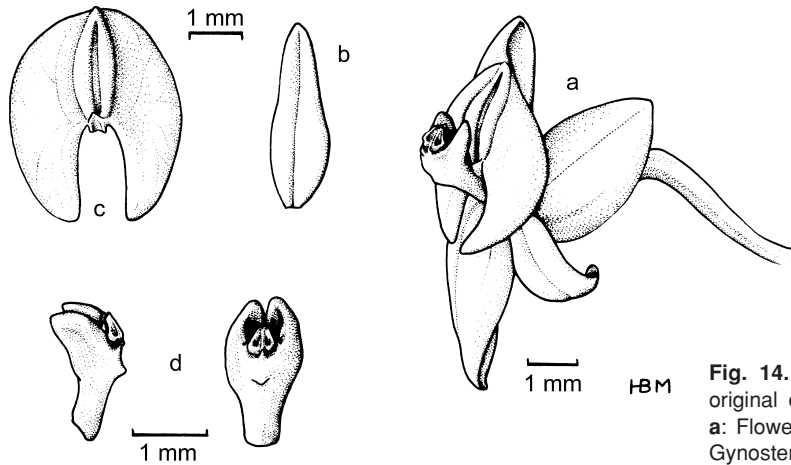 1 mm
b
a
c
d
1 mm
1 mm
HBM
Fig. 14.
original
a: Flowe
Gynoster